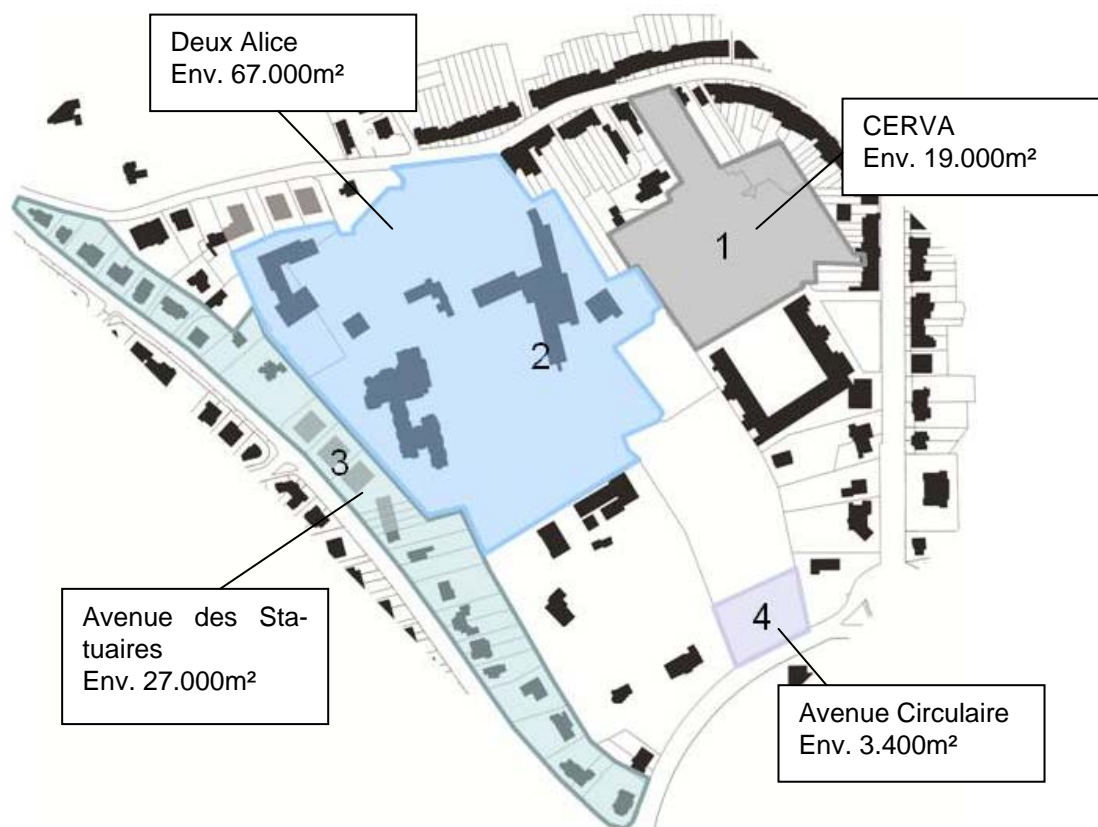 Deux Alice
Env. 67.000m²
CERVA
Env. 19.000m²
1
2
3
4
Avenue des Sta-
tuaires
Env. 27.000m²
Avenue Circulaire
Env. 3.400m²